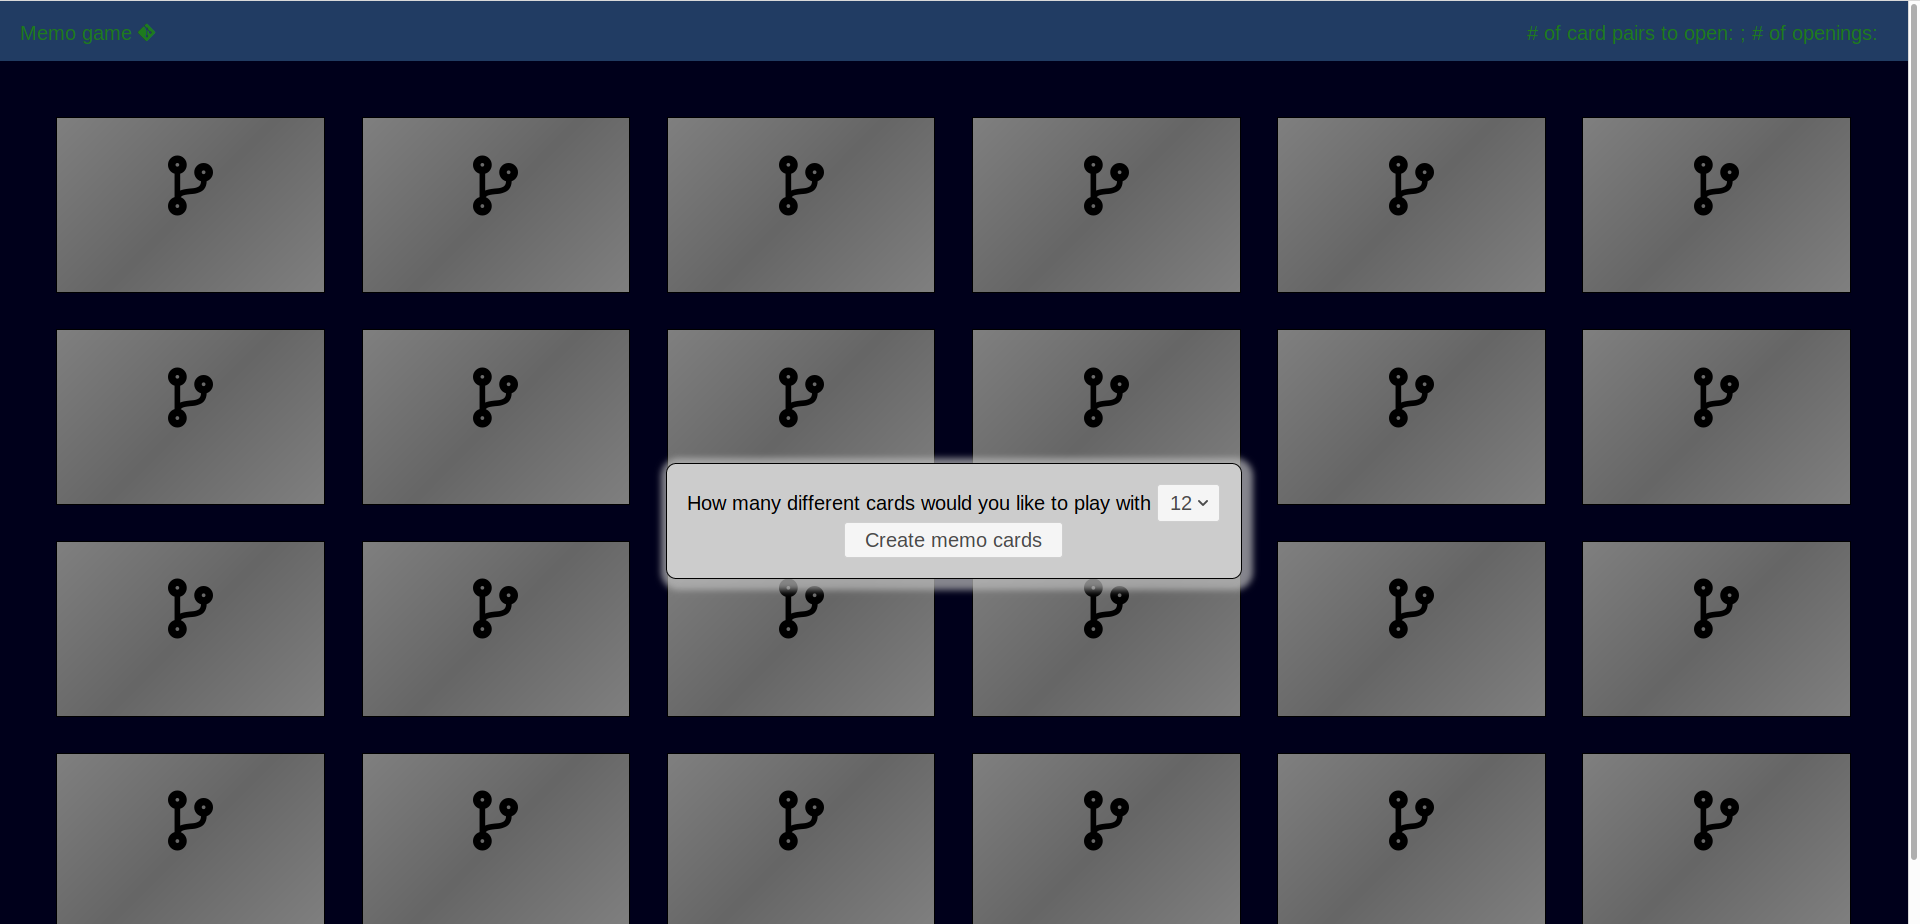 Memo game
# of card pairs to open: ; # of openings:
How many different cards would you like to play with 12
Create memo cards